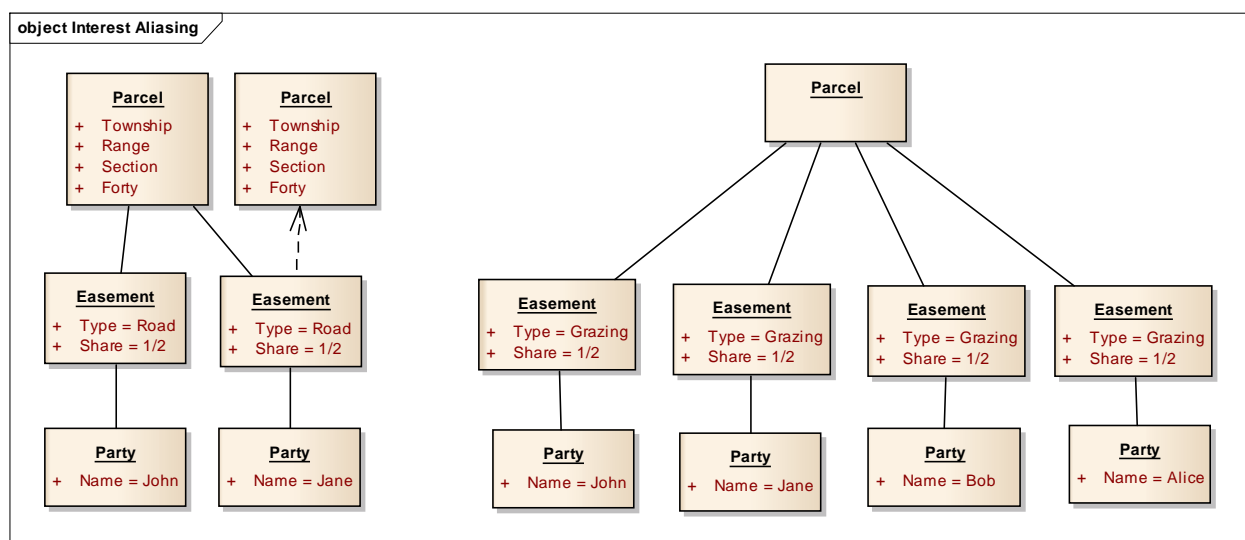 object Interest Aliasing
Parcel
+ Township
+ Range
+ Section
+ Forty
Parcel
+ Township
+ Range
+ Section
+ Forty
Parcel
Easement
+ Type = Road
+ Share = 1/2
Easement
+ Type = Road
+ Share = 1/2
Easement
+ Type = Grazing
+ Share = 1/2
Easement
+ Type = Grazing
+ Share = 1/2
Easement
+ Type = Grazing
+ Share = 1/2
Easement
+ Type = Grazing
+ Share = 1/2
Party
+ Name = John
Party
+ Name = Jane
Party
+ Name = John
Party
+ Name = Jane
Party
+ Name = Bob
Party
+ Name = Alice